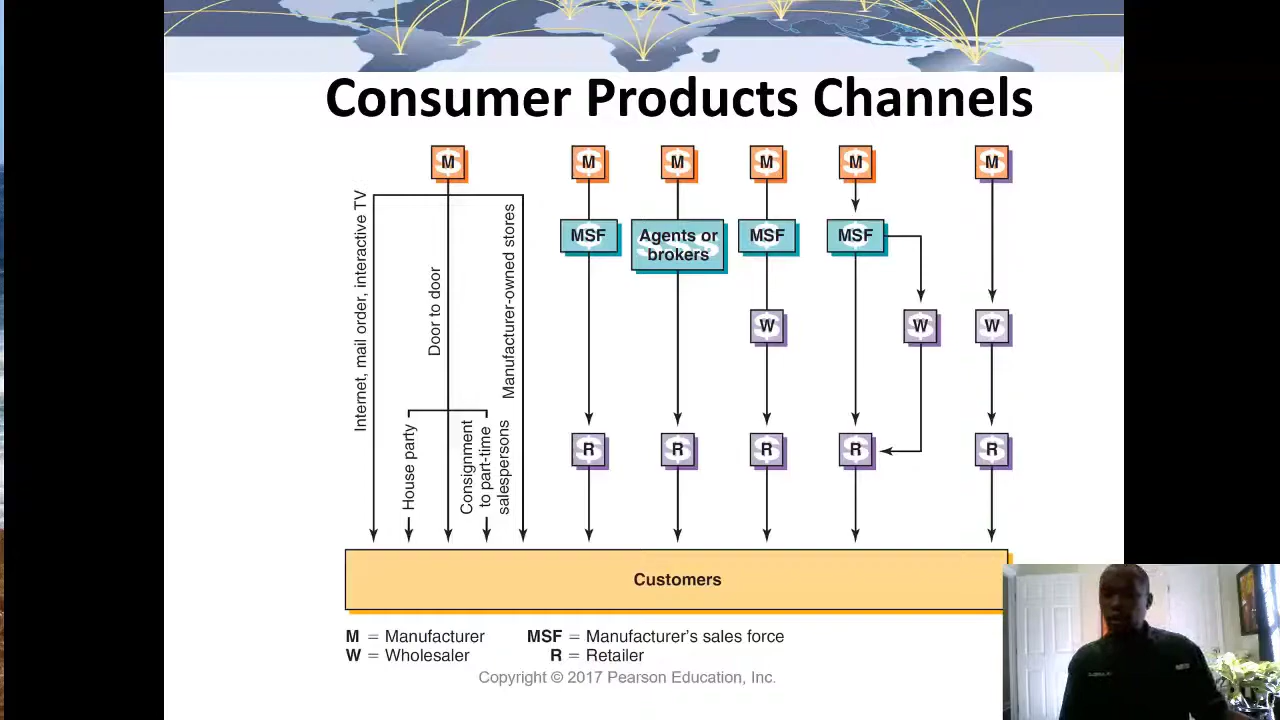 Consumer Products Channels
M M M M M M
Internet, mail order, interactive TV
Door to door
Manufacturer-owned stores
House party
Consignment
to part-time
salespersons
MSF Agents or MSF MSF
brokers
W W W
R R R R R
Customers
M = Manufacturer MSF = Manufacturer's sales force
W = Wholesaler R = Retailer
Copyright © 2017 Pearson Education, Inc.